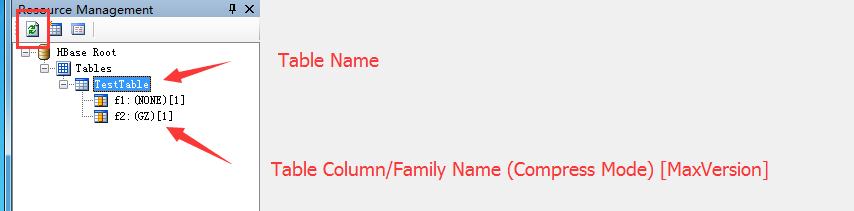 Resource Management
HBase Root
Tables
TestTable
f1:(NONE)[1]
f2:(GZ)[1]
Table Name
Table Column/Family Name (Compress Mode) [MaxVersion]